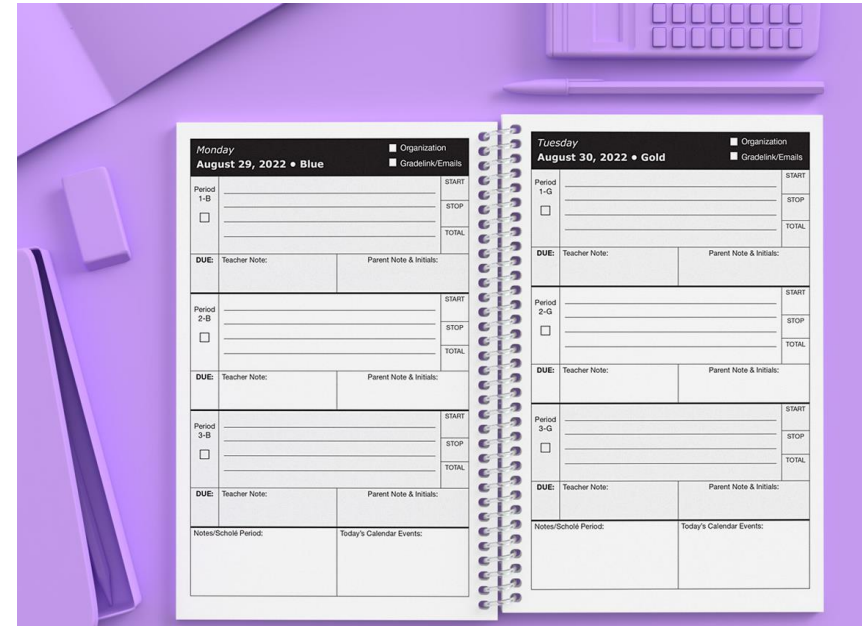 Monday
August 29, 2022 • Blue
Organization
Gradelink/Emails
Period
1-B
START
STOP
TOTAL
DUE: Teacher Note: Parent Note & Initials:
Period
2-B
START
STOP
TOTAL
DUE: Teacher Note: Parent Note & Initials:
Period
3-B
START
STOP
TOTAL
DUE: Teacher Note: Parent Note & Initials:
Notes/Scholé Period: Today's Calendar Events:
Tuesday
August 30, 2022 • Gold
Organization
Gradelink/Emails
Period
1-G
START
STOP
TOTAL
DUE: Teacher Note: Parent Note & Initials:
Period
2-G
START
STOP
TOTAL
DUE: Teacher Note: Parent Note & Initials:
Period
3-G
START
STOP
TOTAL
DUE: Teacher Note: Parent Note & Initials:
Notes/Scholé Period: Today's Calendar Events: